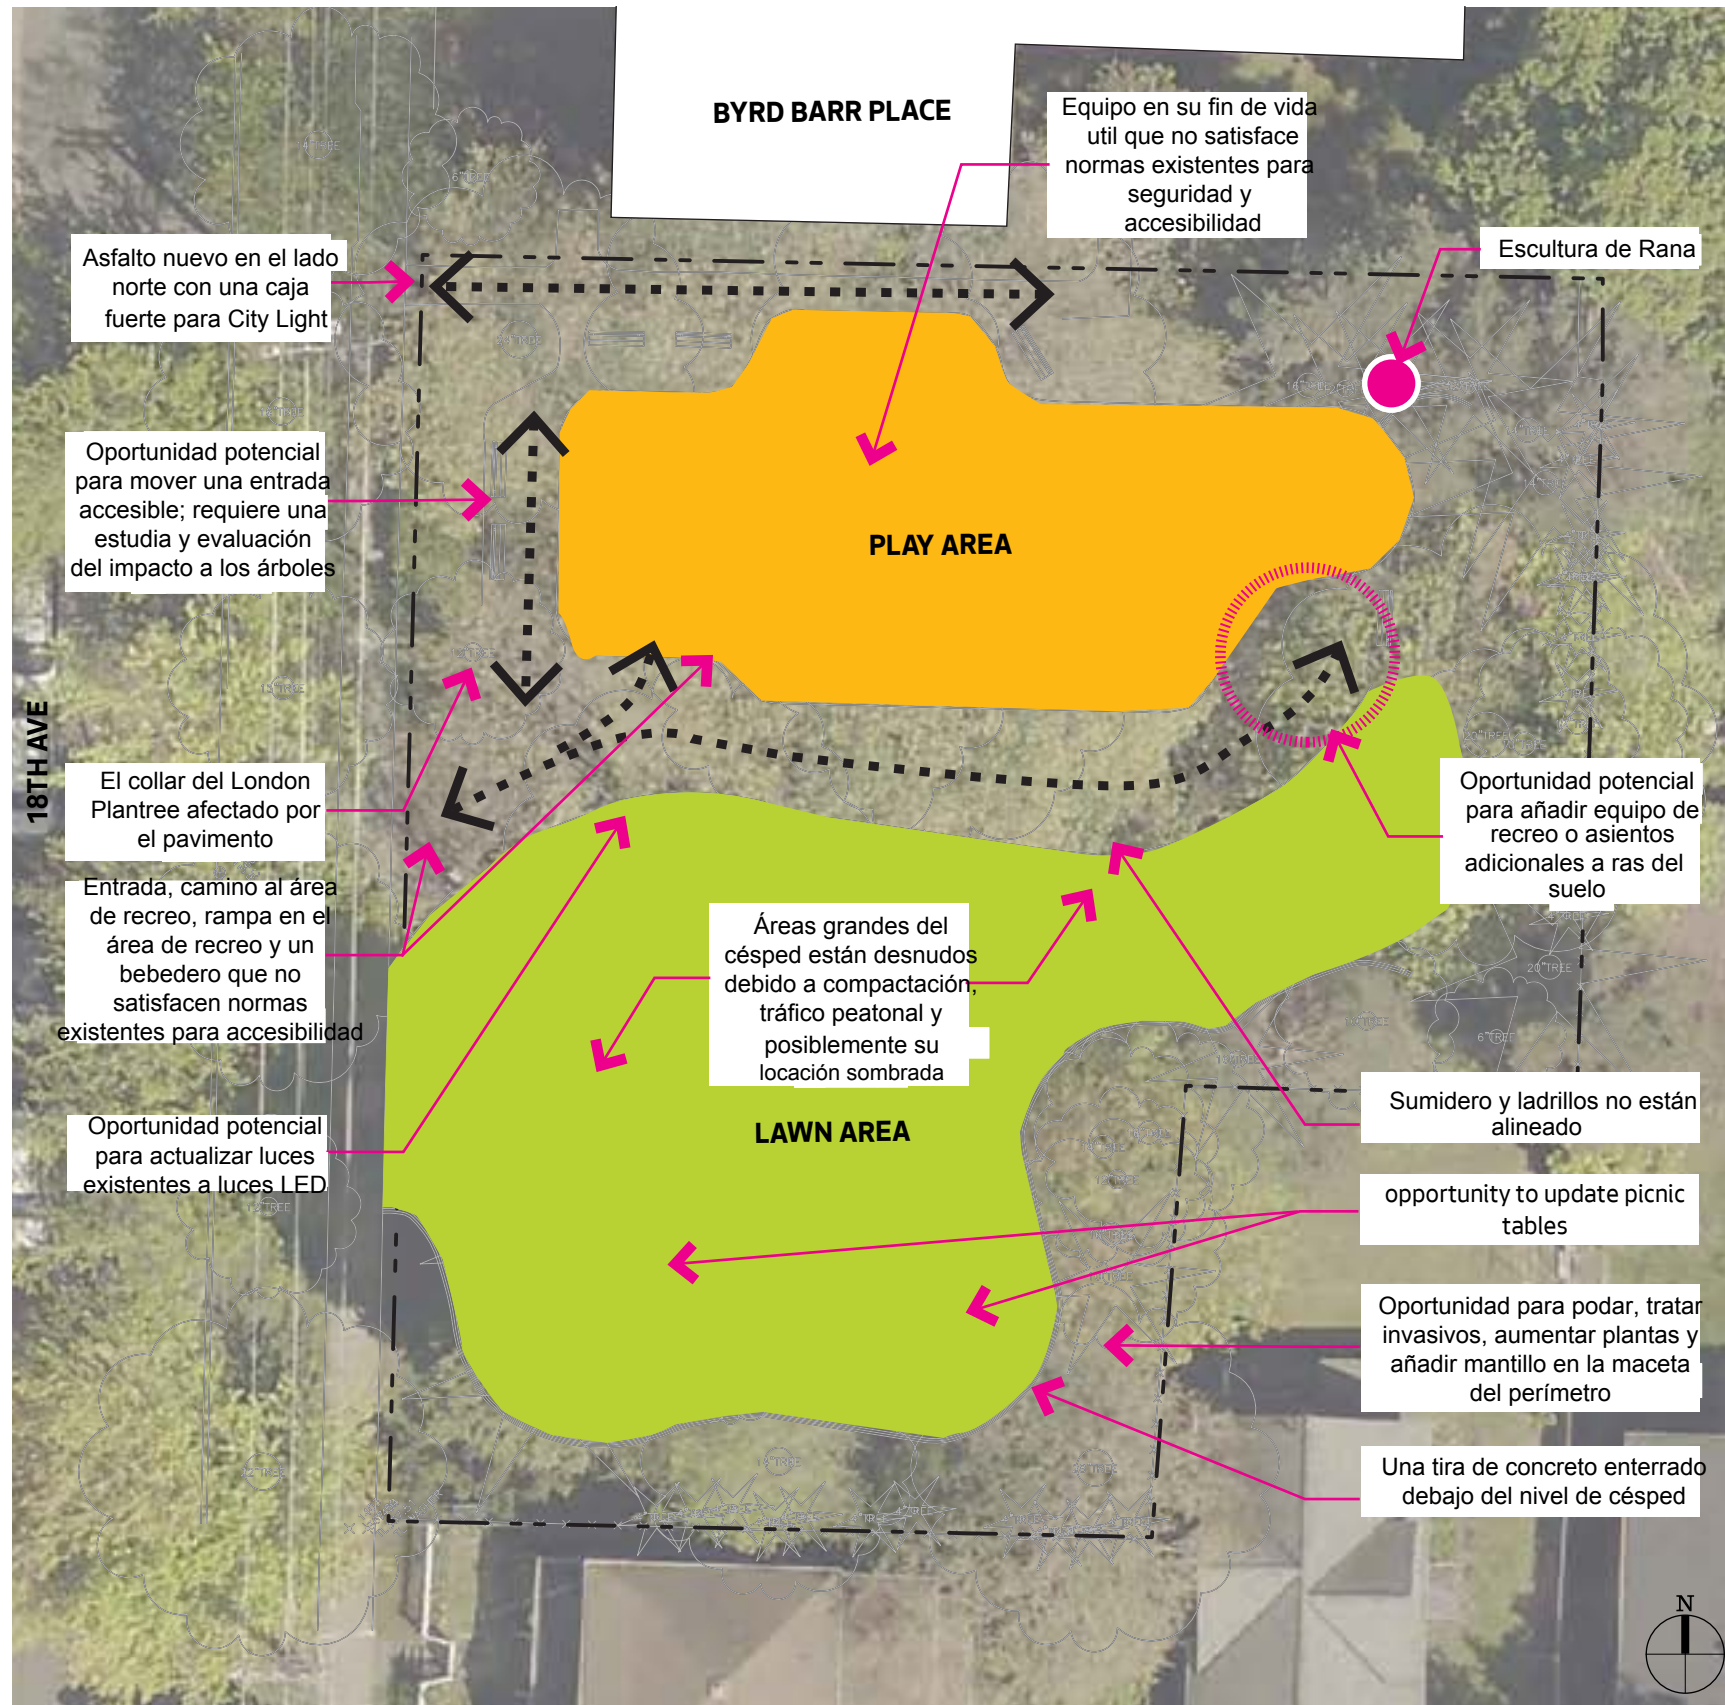 BYRD BARR PLACE
Equipo en su fin de vida
util que no satisface
normas existentes para
seguridad y
accesibilidad
Escultura de Rana
Asfalto nuevo en el lado
norte con una caja
fuerte para City Light
Oportunidad potencial
para mover una entrada
accesible; requiere una
estudia y evaluación
del impacto a los árboles
PLAY AREA
18TH AVE
El collar del London
Plantree afectado por
el pavimento
Oportunidad potencial
para añadir equipo de
recreo o asientos
adicionales a ras del
suelo
Entrada, camino al área
de recreo, rampa en el
área de recreo y un
bebedero que no
satisfacen normas
existentes para accesibilidad
Áreas grandes del
césped están desnudos
debido a compactación,
tráfico peatonal y
posiblemente su
locación sombrada
LAWN AREA
Oportunidad potencial
para actualizar luces
existentes a luces LED
Sumidero y ladrillos no están
alineado
opportunity to update picnic
tables
Oportunidad para podar, tratar
invasivos, aumentar plantas y
añadir mantillo en la maceta
del perímetro
Una tira de concreto enterrado
debajo del nivel de césped
N
6"TREE
20"TREE
6"TREE
12"TREE